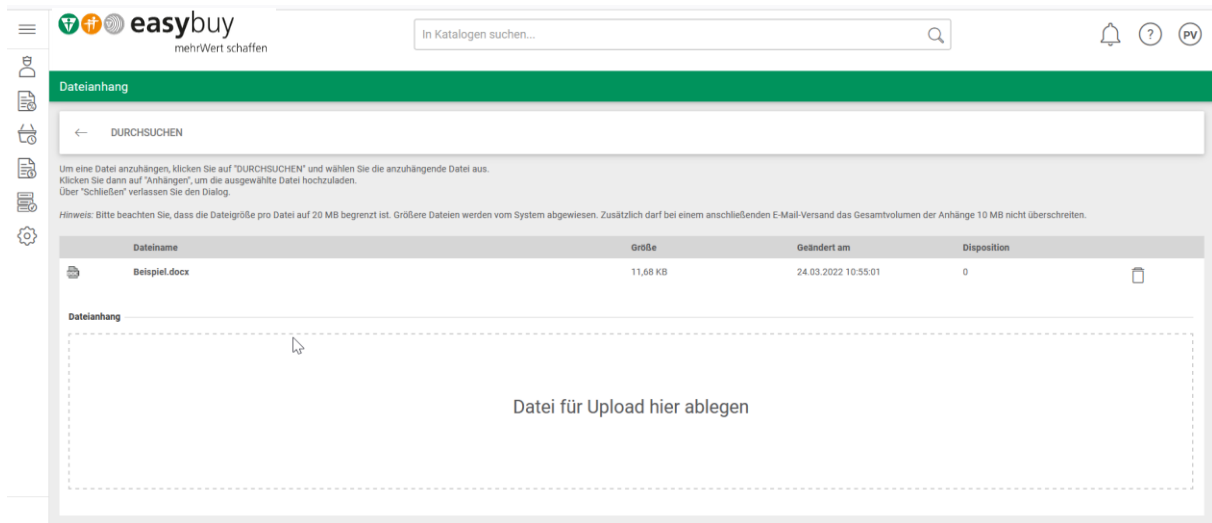 easybuy
mehrWert schaffen
In Katalogen suchen...
?
PV
Dateianhang
← DURCHSUCHEN
Um eine Datei anzuhängen, klicken Sie auf "DURCHSUCHEN" und wählen Sie die anzuhängende Datei aus.
Klicken Sie dann auf "Anhängen", um die ausgewählte Datei hochzuladen.
Über "Schließen" verlassen Sie den Dialog.
Hinweis: Bitte beachten Sie, dass die Dateigröße pro Datei auf 20 MB begrenzt ist. Größere Dateien werden vom System abgewiesen. Zusätzlich darf bei einem anschließenden E-Mail-Versand das Gesamtvolumen der Anhänge 10 MB nicht überschreiten.
Dateiname Größe Geändert am Disposition
Beispiel.docx 11,68 KB 24.03.2022 10:55:01 0
Dateianhang
Datei für Upload hier ablegen